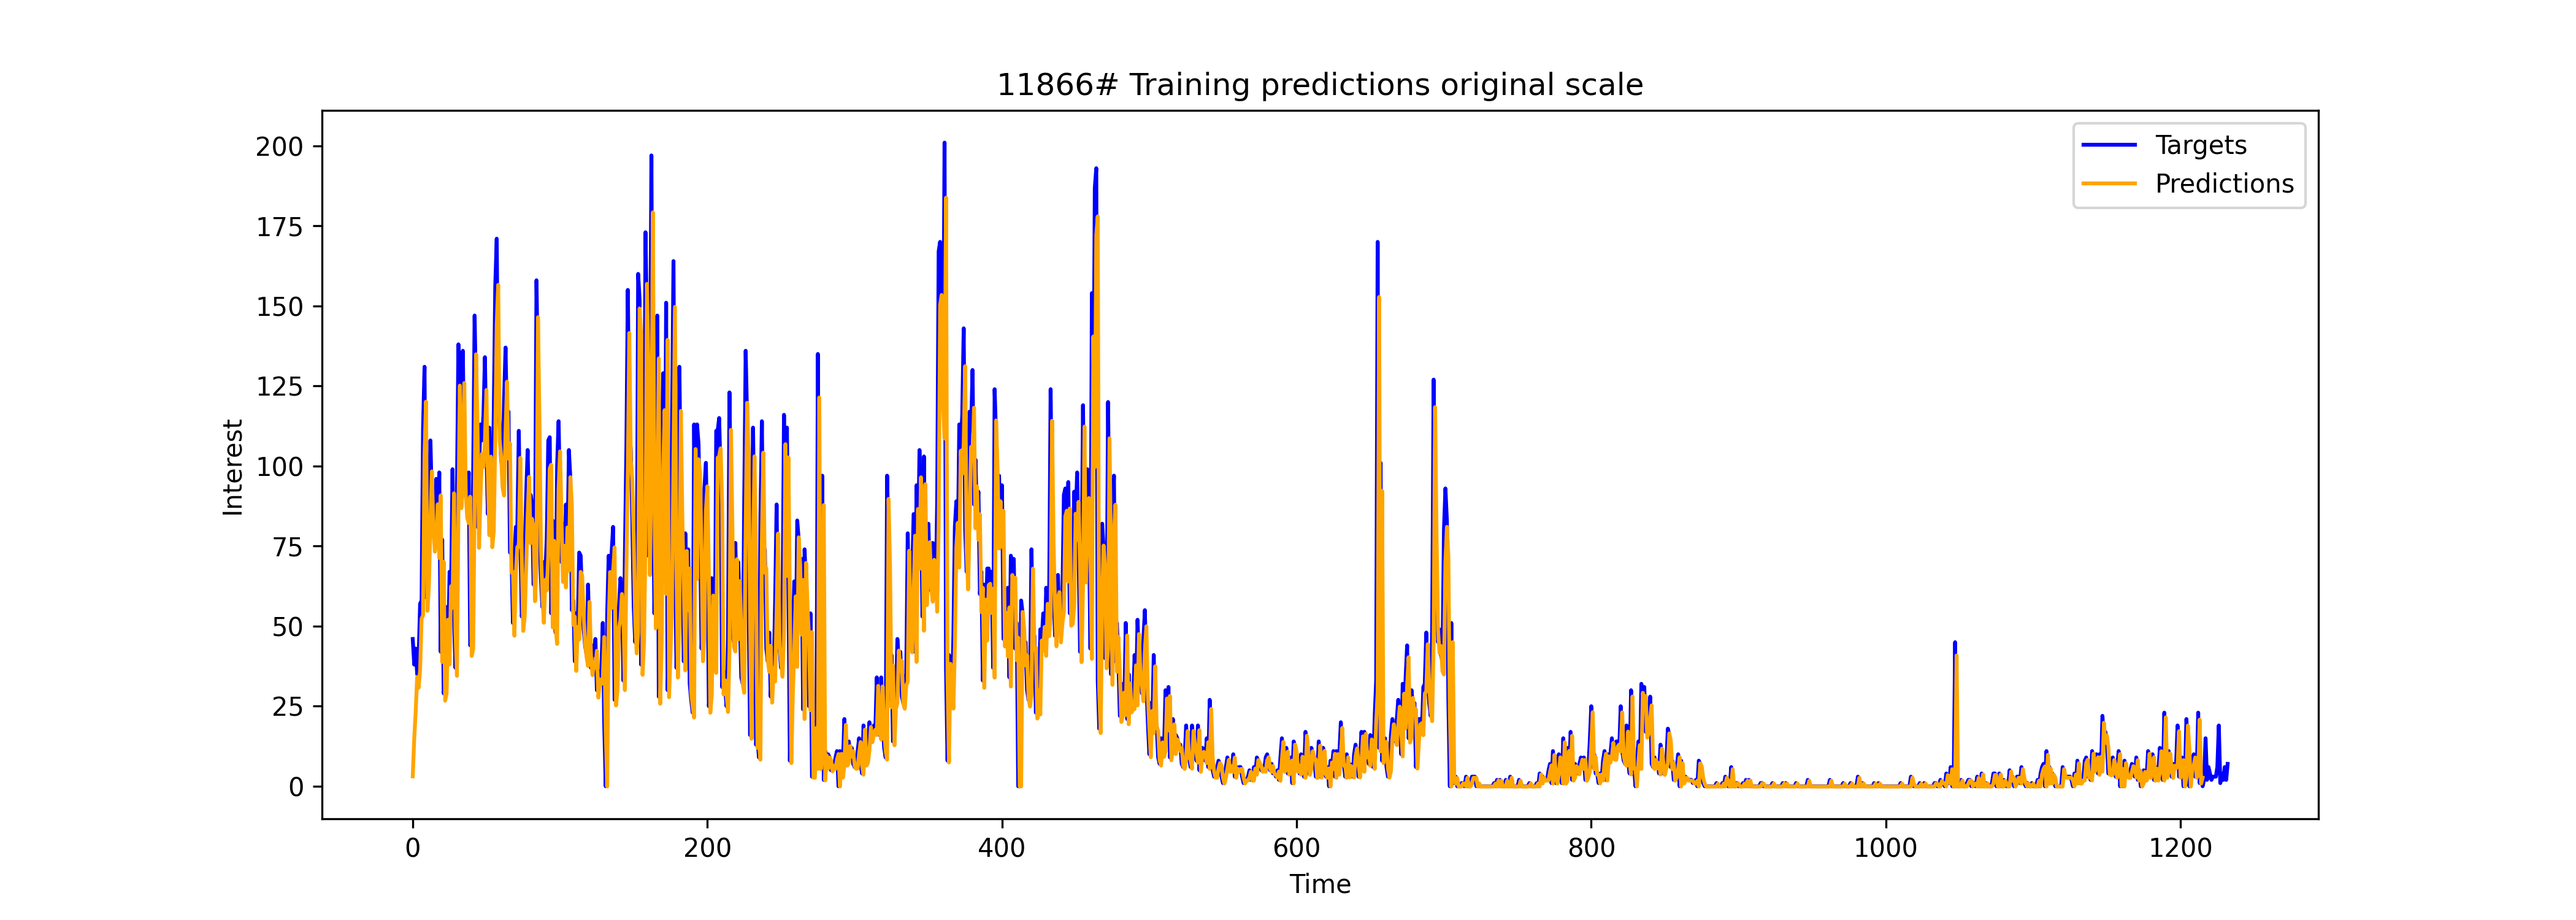 11866# Training predictions original scale
Targets
Predictions
Interest
200
175
150
125
100
75
50
25
0
0 200 400 600 800 1000 1200
Time